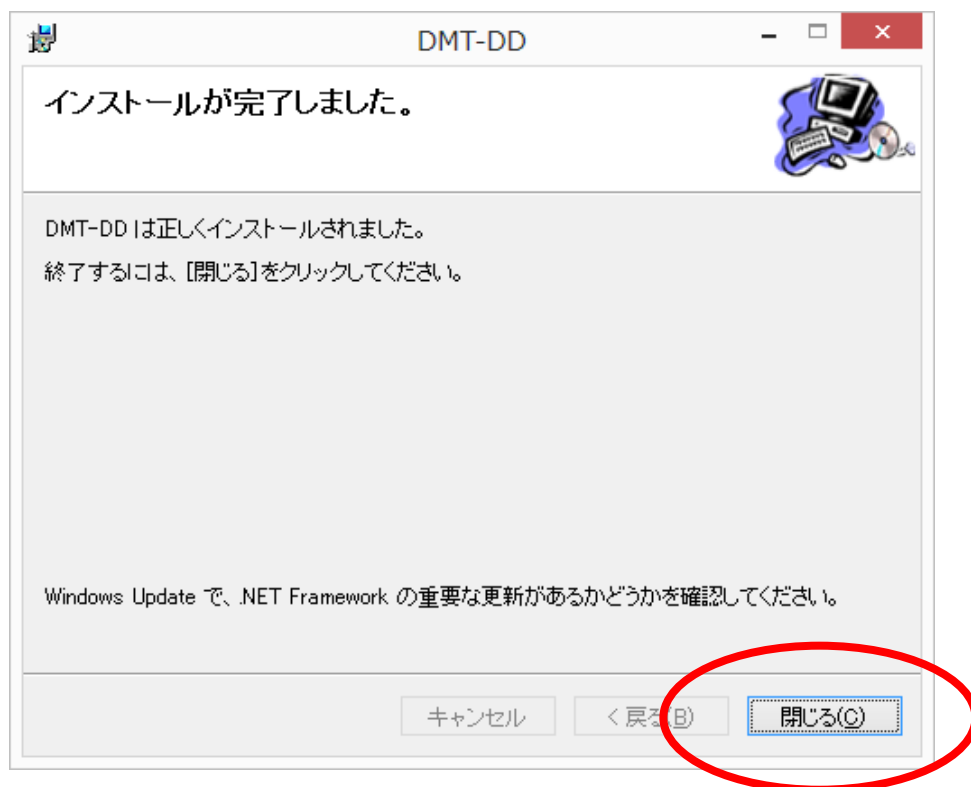 DMT-DD
インストールが完了しました。
DMT-DD は正しくインストールされました。
終了するには、[閉じる]をクリックしてください。
Windows Update で、.NET Framework の重要な更新があるかどうかを確認してください。
キャンセル
< 戻る(B)
閉じる(C)